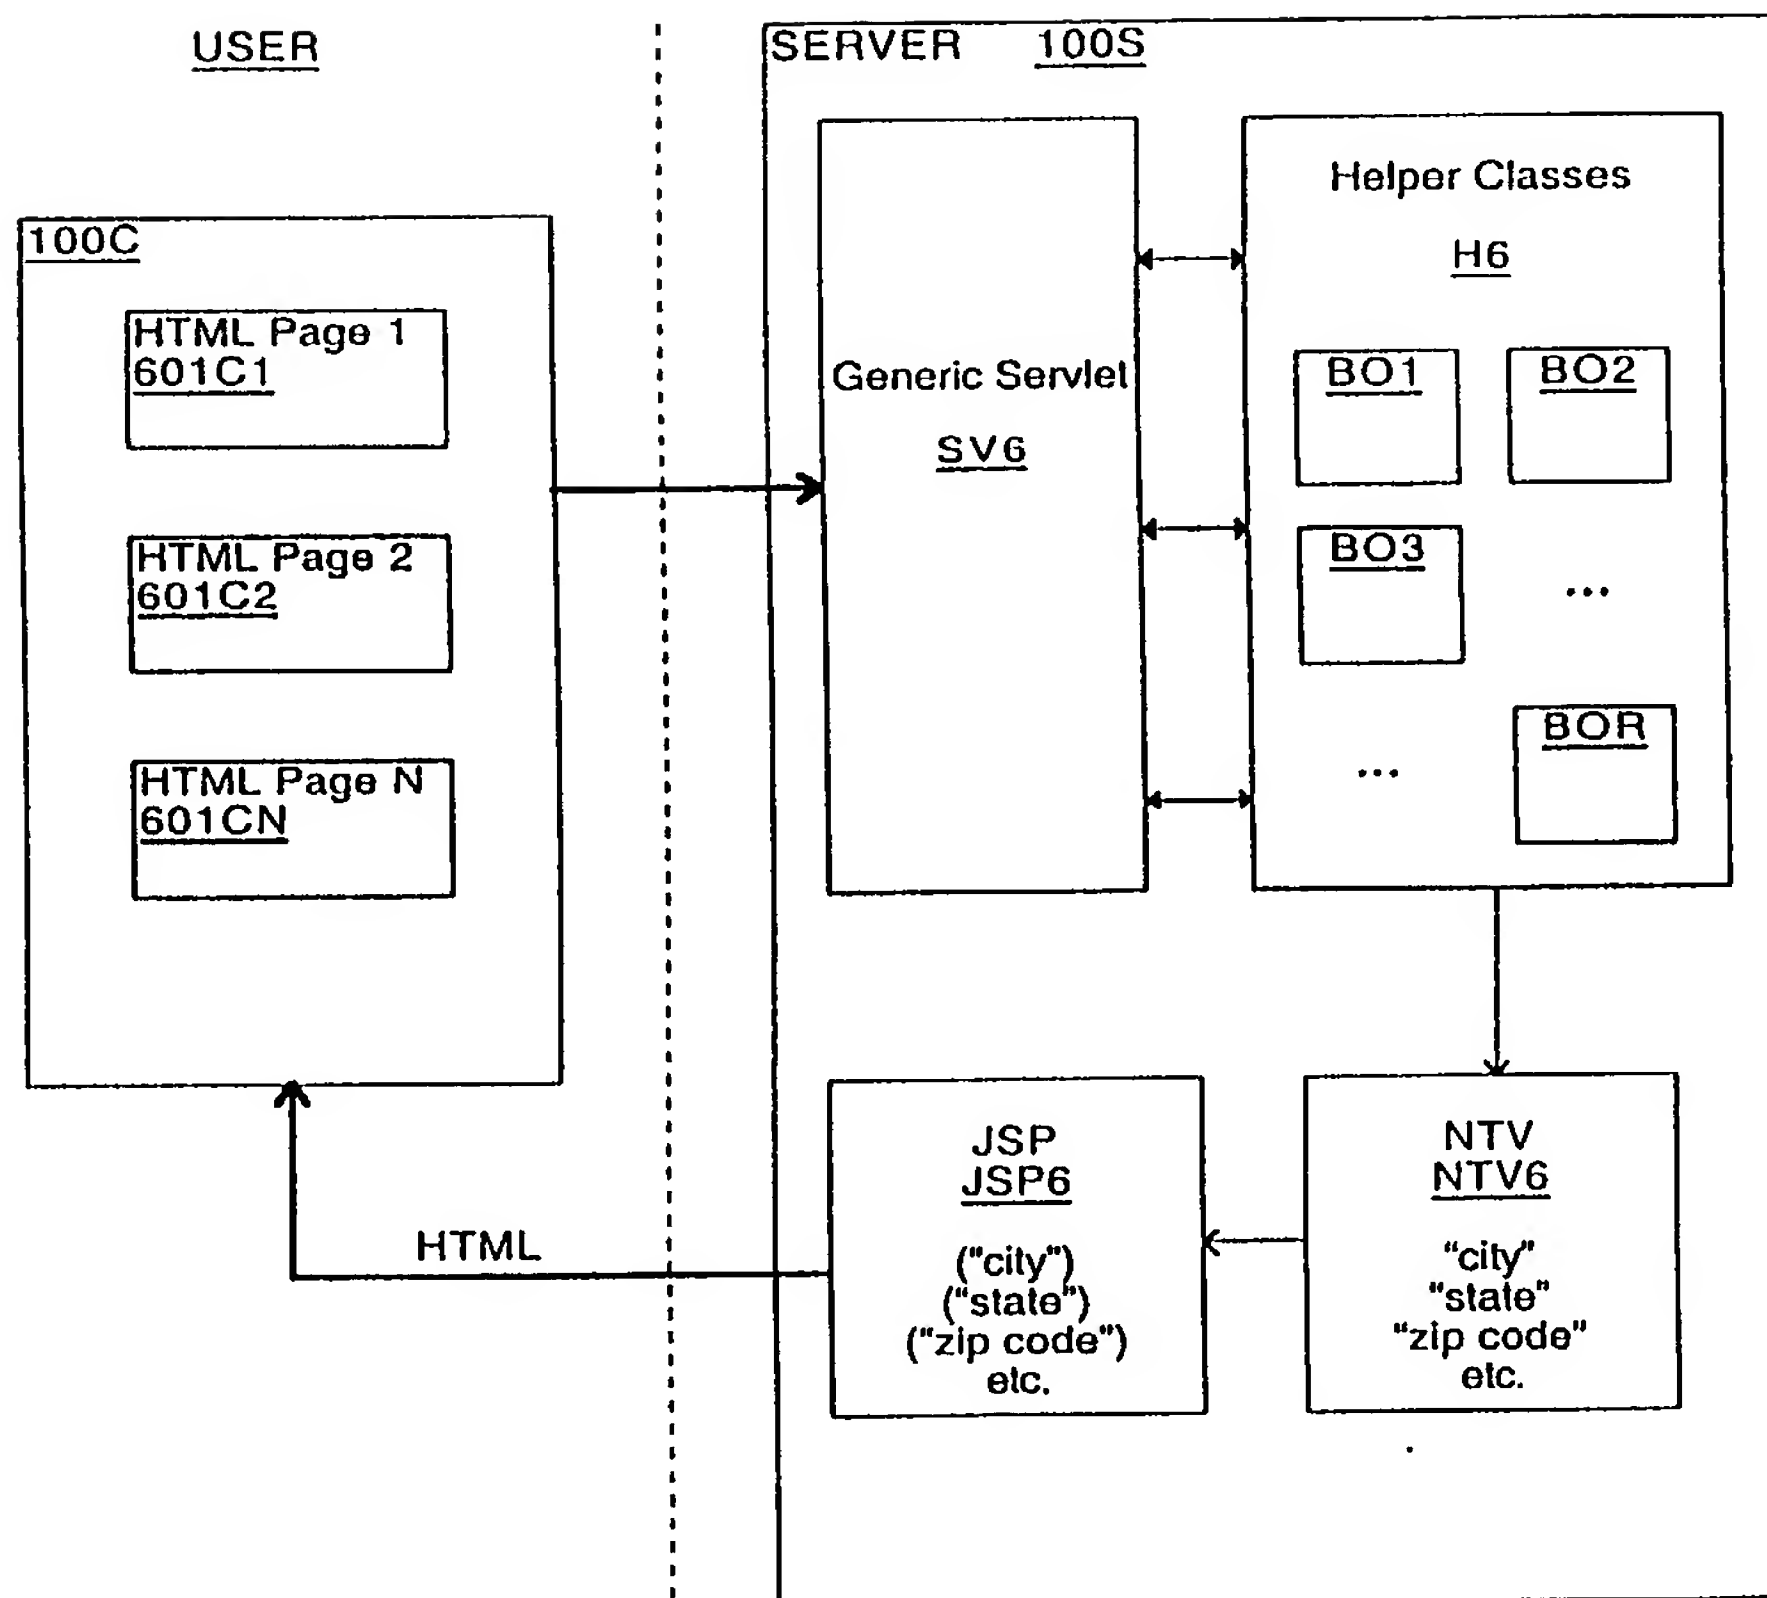 USER
SERVER 100S
100C
HTML Page 1
601C1
HTML Page 2
601C2
HTML Page N
601CN
Generic Servlet
SV6
Helper Classes
H6
BO1
BO2
BO3
...
...
BOR
JSP
JSP6
("city")
("state")
("zip code")
etc.
NTV
NTV6
"city"
"state"
"zip code"
etc.
HTML